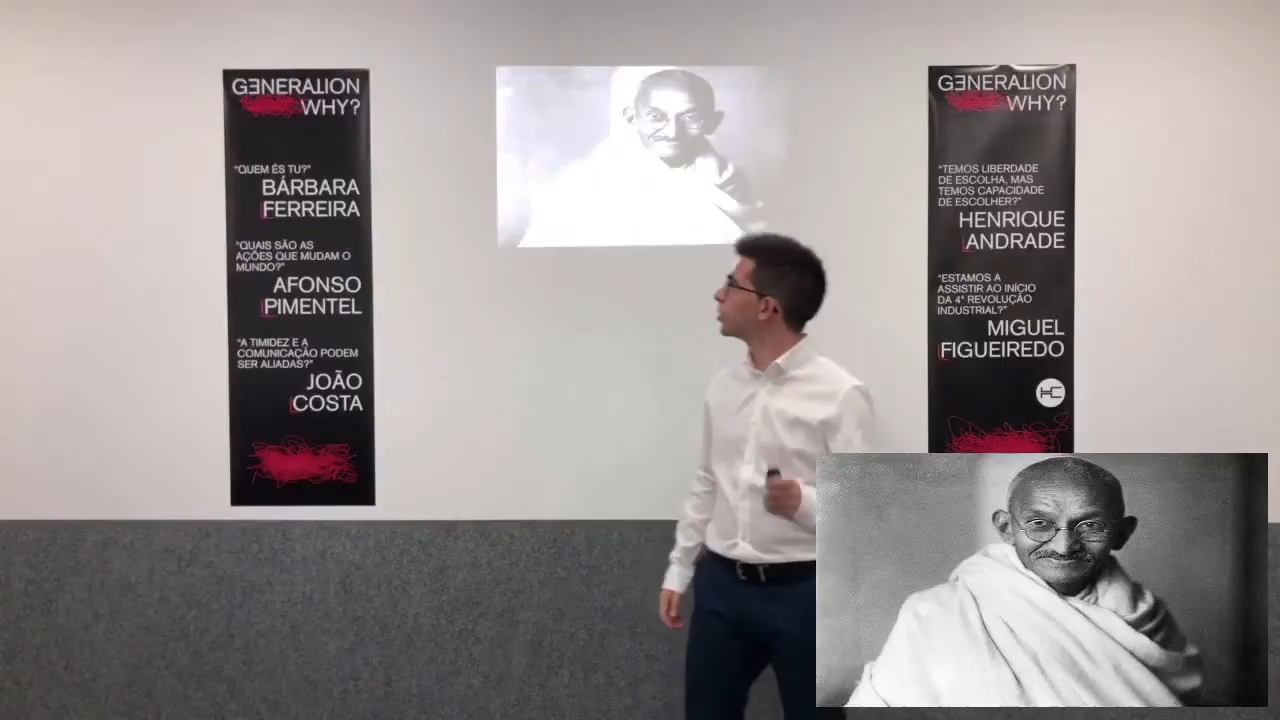 GENERATION
WHY?
"QUEM ÉS TU?"
BÁRBARA
FERREIRA
"QUAIS SÃO AS
AÇÕES QUE MUDAM O
MUNDO?"
AFONSO
PIMENTEL
"A TIMIDEZ E A
COMUNICAÇÃO PODEM
SER ALIADAS?"
JOÃO
COSTA
GENERATION
WHY?
"TEMOS LIBERDADE
DE ESCOLHA, MAS
TEMOS CAPACIDADE
DE ESCOLHER?"
HENRIQUE
ANDRADE
"ESTAMOS A
ASSISTIR AO INÍCIO
DA 4ª REVOLUÇÃO
INDUSTRIAL?"
MIGUEL
FIGUEIREDO
HC